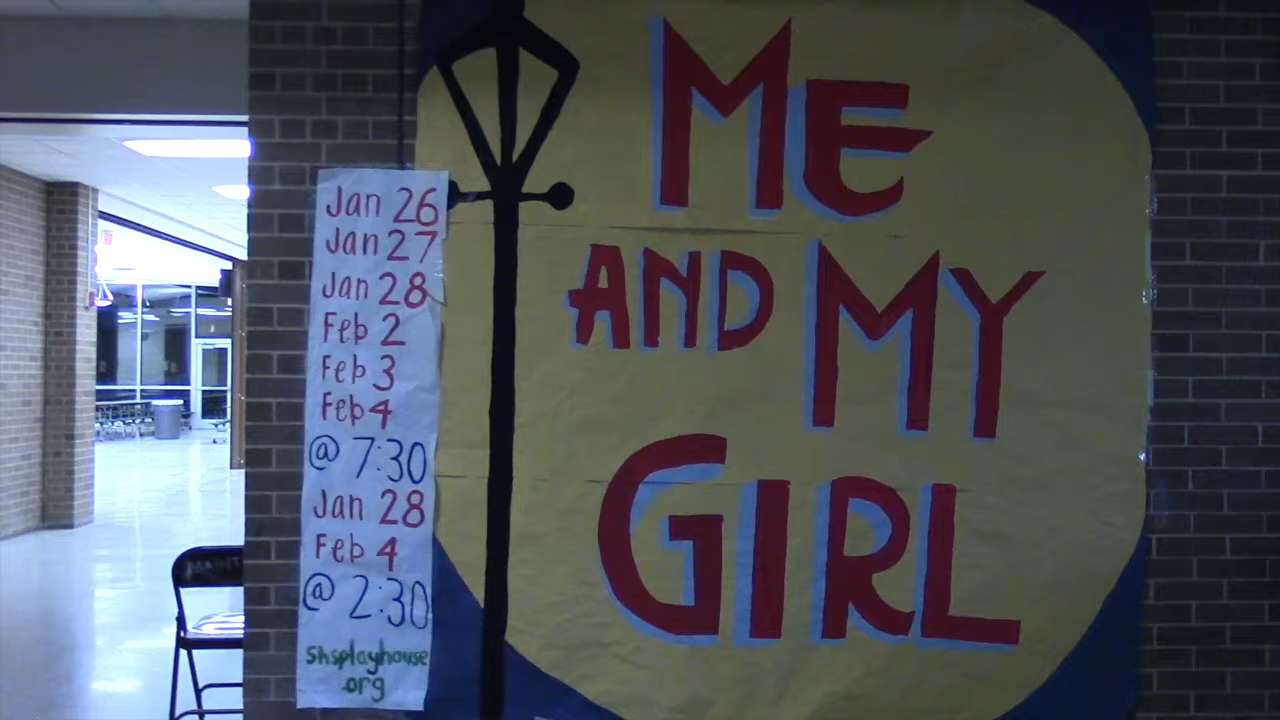 ME
AND MY
GIRL
Jan 26
Jan 27
Jan 28
Feb 2
Feb 3
Feb 4
@ 7:30
Jan 28
Feb 4
@ 2:30
shsplayhouse
.org